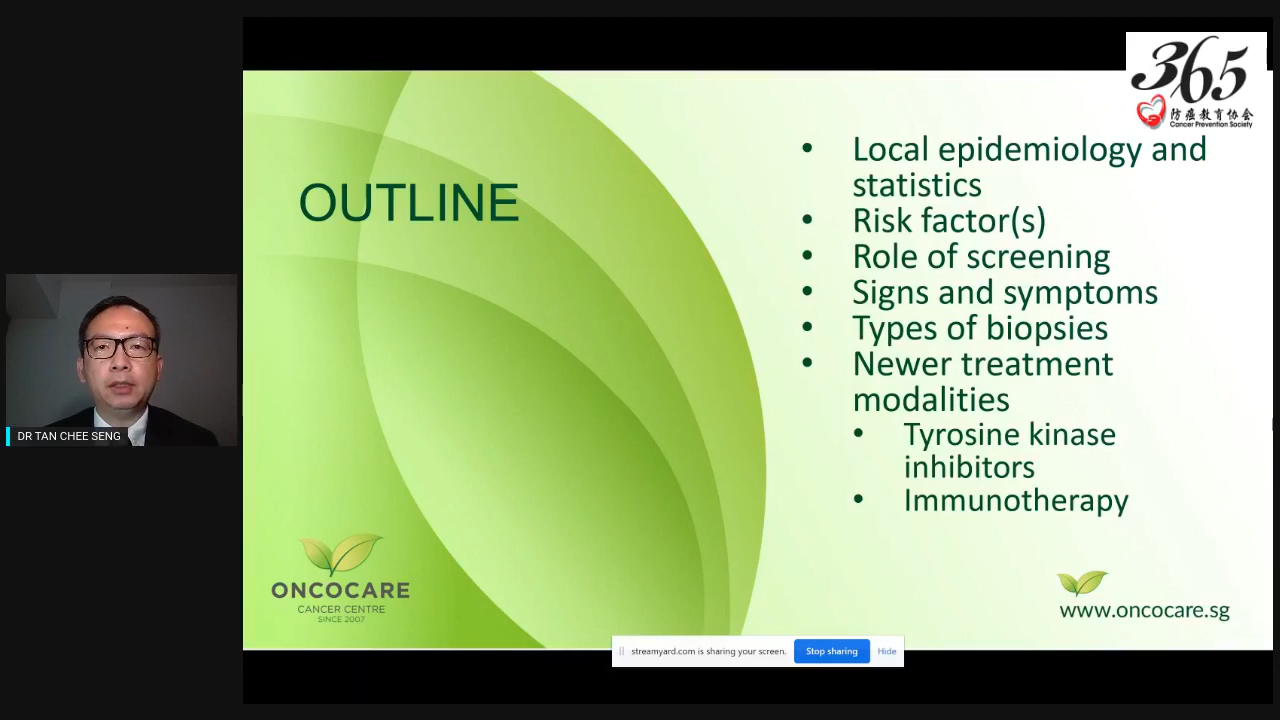 365
防癌教育协会
Cancer Prevention Society
OUTLINE
• Local epidemiology and
statistics
• Risk factor(s)
• Role of screening
• Signs and symptoms
• Types of biopsies
• Newer treatment
modalities
• Tyrosine kinase
inhibitors
• Immunotherapy
DR TAN CHEE SENG
ONCOCARE
CANCER CENTRE
SINCE 2007
www.oncocare.sg
streamyard.com is sharing your screen.
Stop sharing
Hide